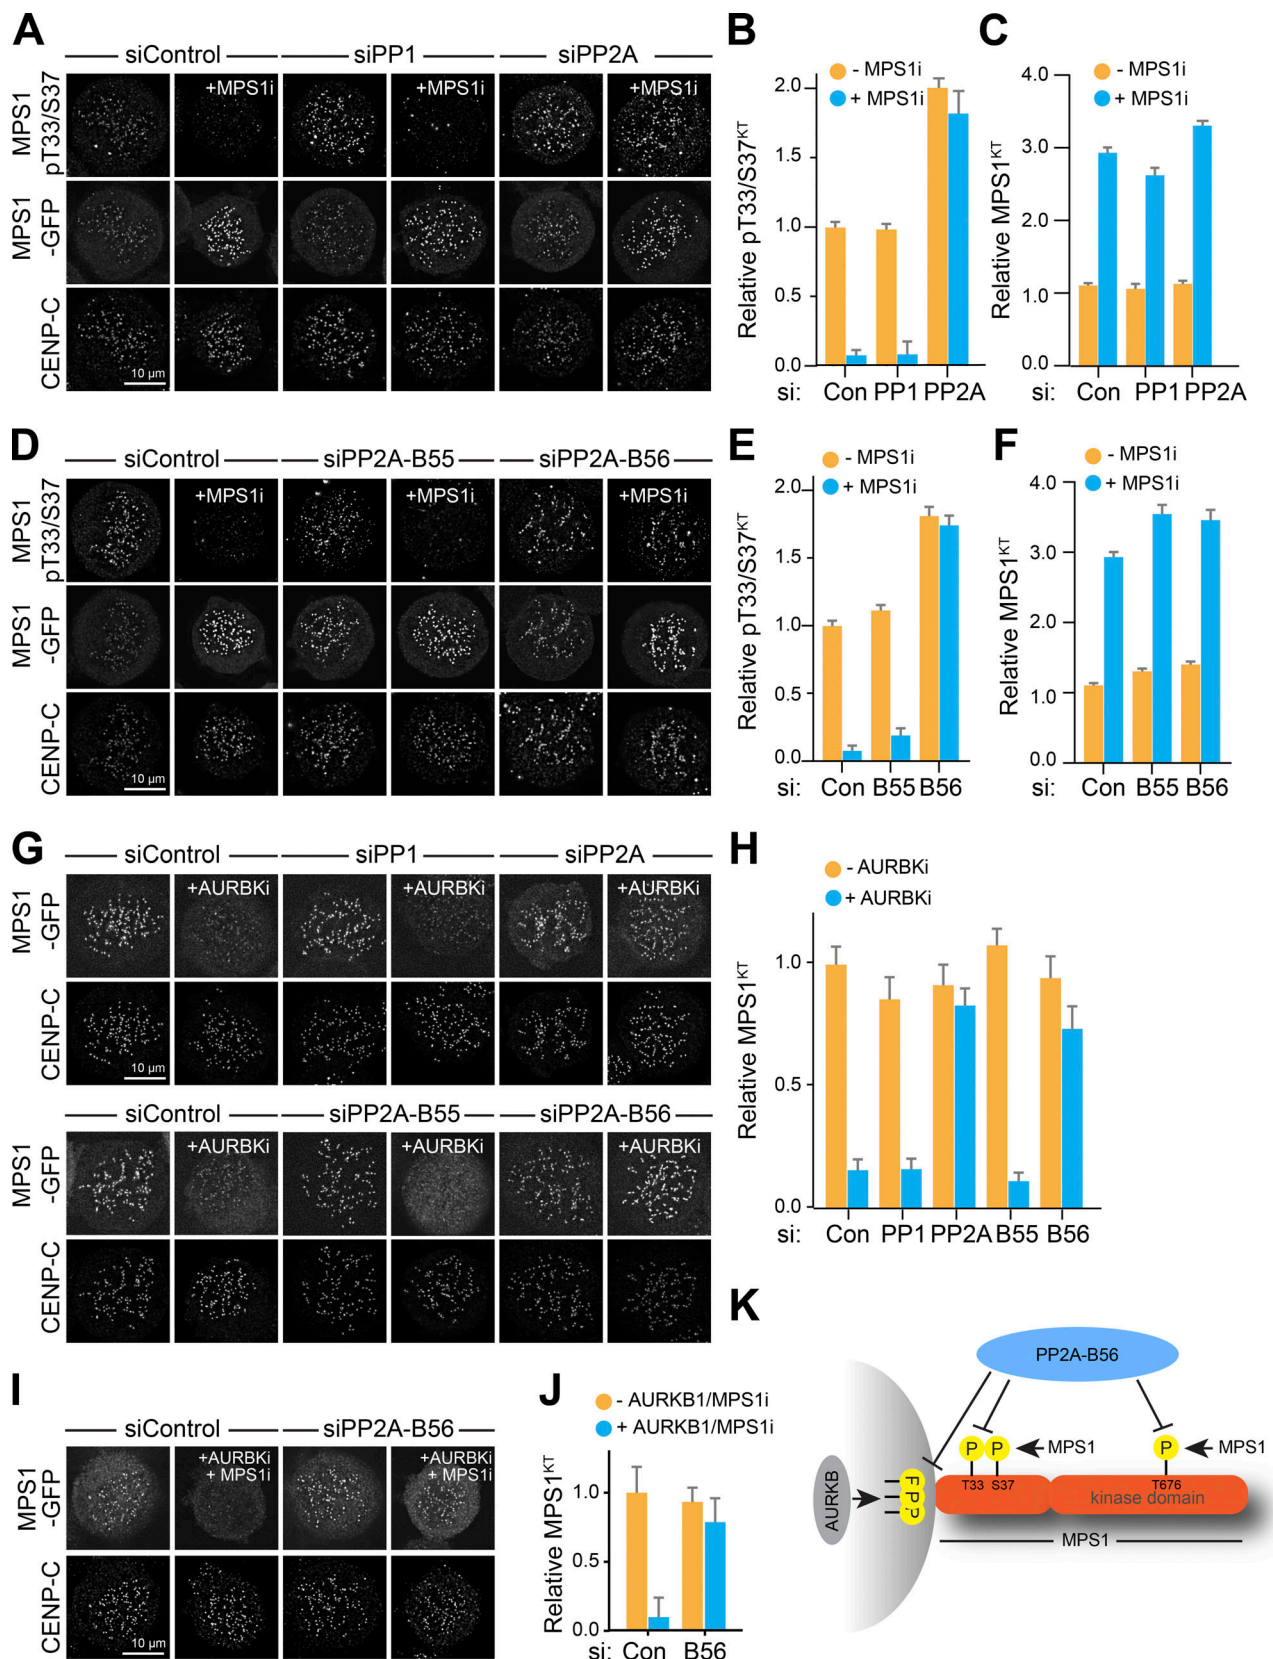 A
siControl siPP1 siPP2A
MPS1 pT33/S37
+MPS1i +MPS1i +MPS1i
MPS1 -GFP
CENP-C
10 µm
B
- MPS1i
+ MPS1i
Relative pT33/S37KT
2.0
1.5
1.0
0.5
0.0
si: Con PP1 PP2A
C
- MPS1i
+ MPS1i
Relative MPS1KT
4.0
3.0
2.0
1.0
0.0
si: Con PP1 PP2A
D
siControl siPP2A-B55 siPP2A-B56
MPS1 pT33/S37
+MPS1i +MPS1i +MPS1i
MPS1 -GFP
CENP-C
10 µm
E
- MPS1i
+ MPS1i
Relative pT33/S37KT
2.0
1.5
1.0
0.5
0.0
si: Con B55 B56
F
- MPS1i
+ MPS1i
Relative MPS1KT
4.0
3.0
2.0
1.0
0.0
si: Con B55 B56
G
siControl siPP1 siPP2A
MPS1 -GFP
+AURBKi +AURBKi +AURBKi
CENP-C
10 µm
siControl siPP2A-B55 siPP2A-B56
MPS1 -GFP
+AURBKi +AURBKi +AURBKi
CENP-C
H
- AURBKi
+ AURBKi
Relative MPS1KT
1.0
0.5
0.0
si: Con PP1 PP2A B55 B56
I
siControl siPP2A-B56
MPS1 -GFP
+AURBKi + MPS1i
+AURBKi + MPS1i
CENP-C
10 µm
J
- AURKB1/MPS1i
+ AURKB1/MPS1i
Relative MPS1KT
1.0
0.5
0.0
si: Con B56
K
PP2A-B56
P P MPS1 P MPS1
T33 S37 T676
kinase domain
AURKB
P P ?
MPS1